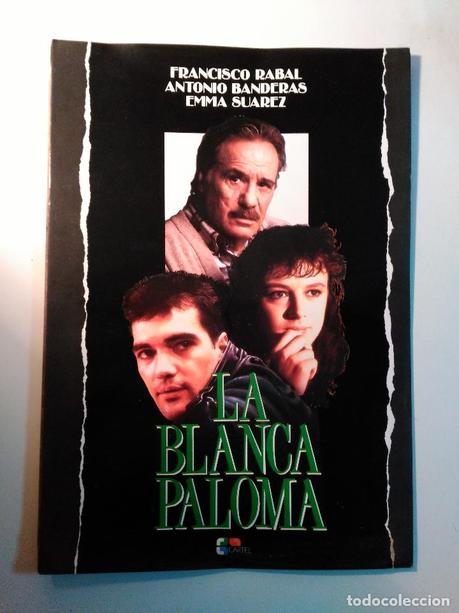 FRANCISCO RABAL
ANTONIO BANDERAS
EMMA SUAREZ
LA
BLANCA
PALOMA
CARTEL
todocoleccion